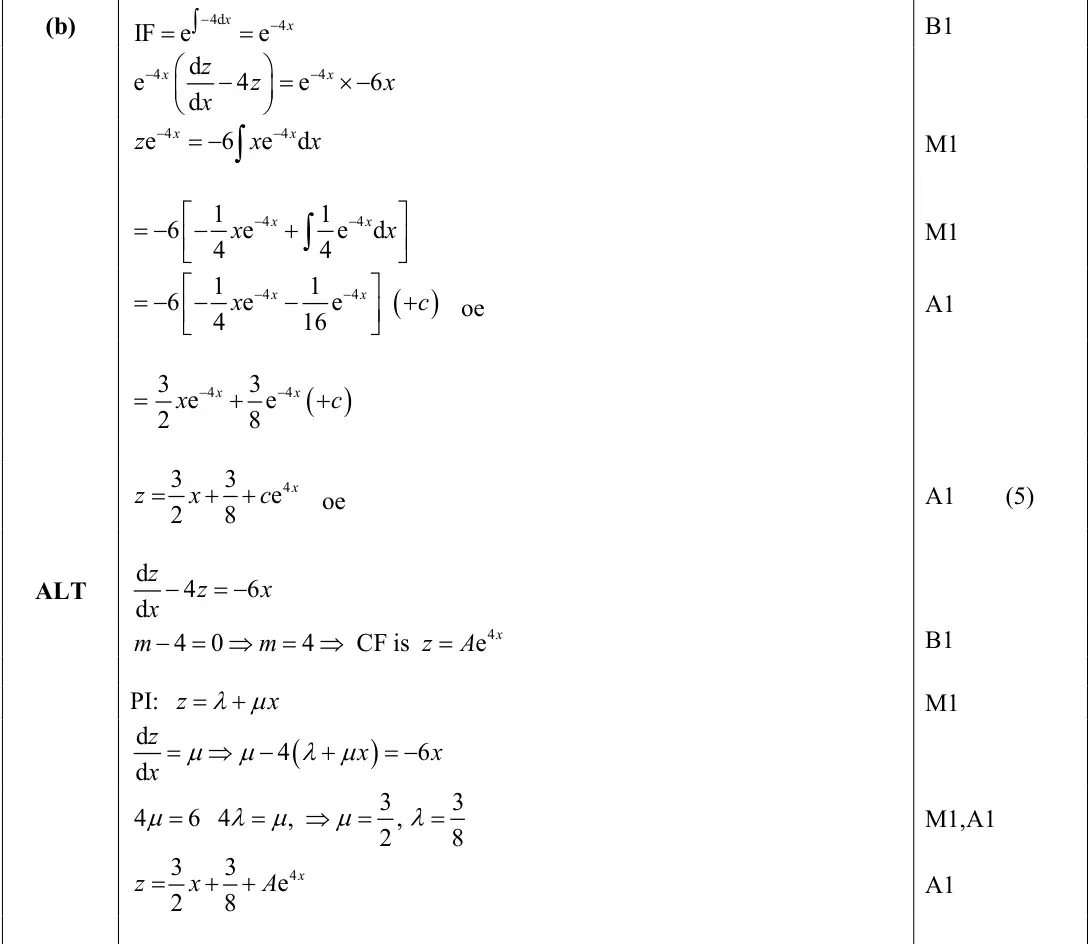 (b) IF = e^{∫−4dx} = e^{−4x} B1
e^{−4x}(dz/dx − 4z) = e^{−4x} × −6x
ze^{−4x} = −6∫xe^{−4x}dx M1
= −6[−1/4 xe^{−4x} + ∫1/4 e^{−4x}dx] M1
= −6[−1/4 xe^{−4x} − 1/16 e^{−4x}] (+c) oe A1
= 3/2 xe^{−4x} + 3/8 e^{−4x}(+c)
z = 3/2 x + 3/8 + ce^{4x} oe A1 (5)
ALT dz/dx − 4z = −6x
m − 4 = 0 ⇒ m = 4 ⇒ CF is z = Ae^{4x} B1
PI: z = λ + μx M1
dz/dx = μ ⇒ μ − 4(λ + μx) = −6x
4μ = 6 4λ = μ, ⇒ μ = 3/2, λ = 3/8 M1,A1
z = 3/2 x + 3/8 + Ae^{4x} A1